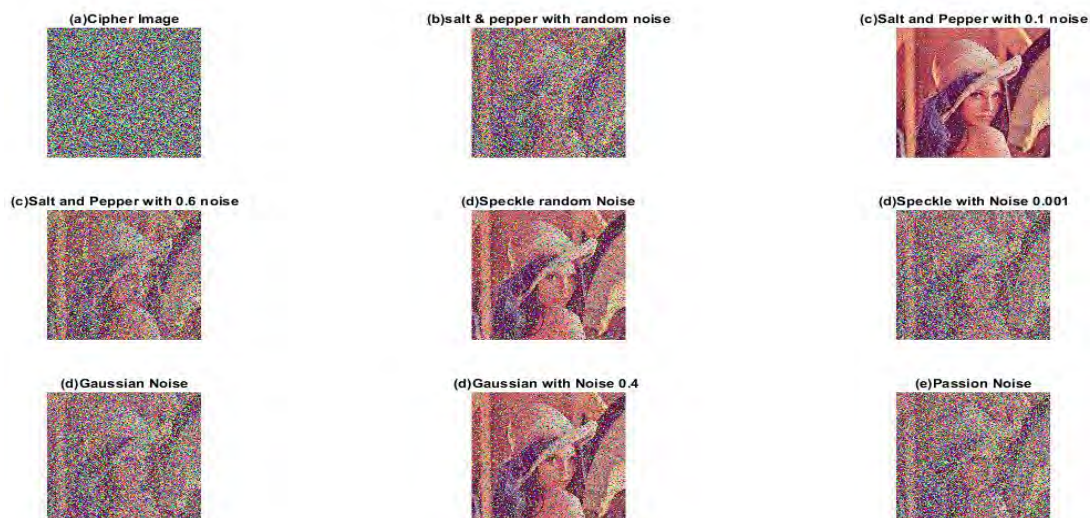 (a)Cipher Image
(b)salt & pepper with random noise
(c)Salt and Pepper with 0.1 noise
(c)Salt and Pepper with 0.6 noise
(d)Speckle random Noise
(d)Speckle with Noise 0.001
(d)Gaussian Noise
(d)Gaussian with Noise 0.4
(e)Passion Noise